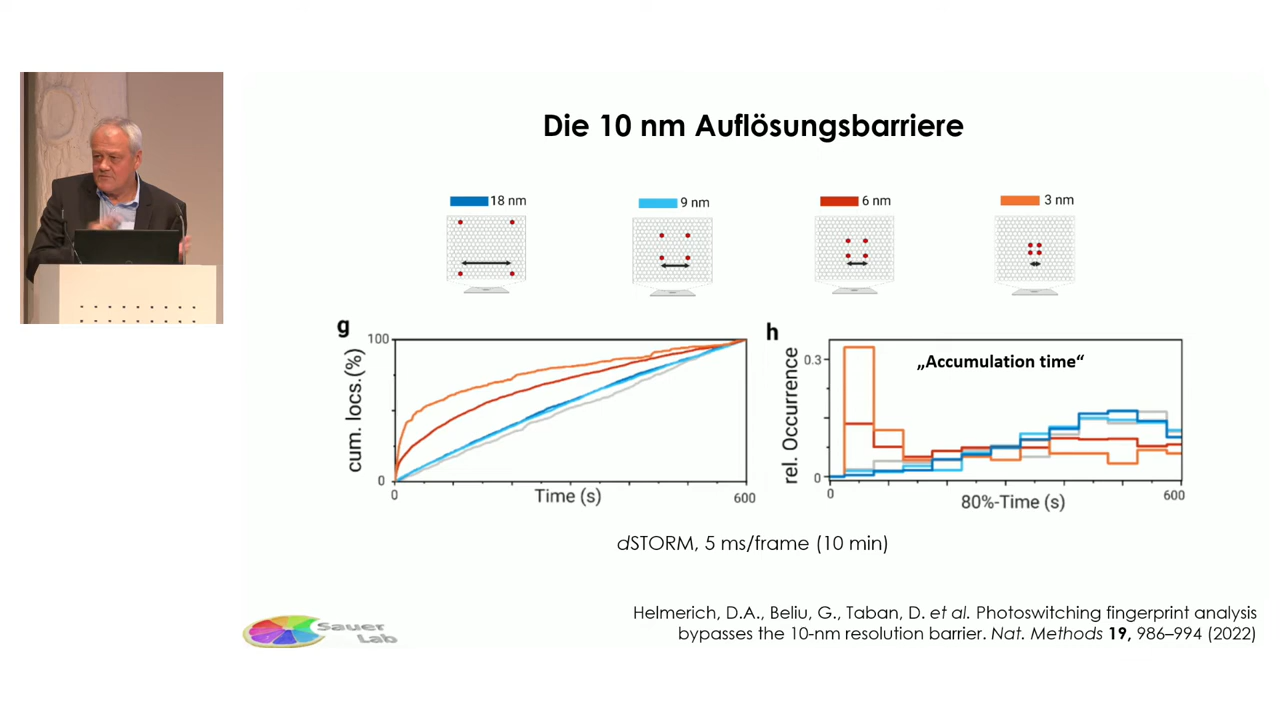 Die 10 nm Auflösungsbarriere
18 nm
9 nm
6 nm
3 nm
g
100
cum. locs.(%)
0
0
Time (s)
600
h
„Accumulation time“
0.3
rel. Occurrence
0
0
80%-Time (s)
600
dSTORM, 5 ms/frame (10 min)
Helmerich, D.A., Beliu, G., Taban, D. et al. Photoswitching fingerprint analysis
bypasses the 10-nm resolution barrier. Nat. Methods 19, 986–994 (2022)
Sauer
Lab